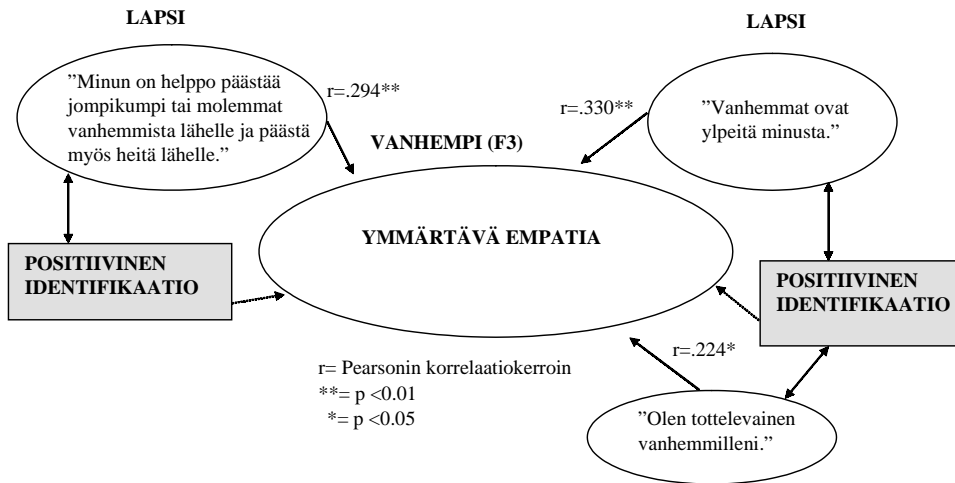 LAPSI
”Minun on helppo päästää
jompikumpi tai molemmat
vanhemmista lähelle ja päästä
myös heitä lähelle.”
r=.294**
LAPSI
r=.330**
”Vanhemmat ovat
ylpeitä minusta.”
VANHEMPI (F3)
YMMÄRTÄVÄ EMPATIA
POSITIIVINEN
IDENTIFIKAATIO
POSITIIVINEN
IDENTIFIKAATIO
r=.224*
r= Pearsonin korrelaatiokerroin
**= p <0.01
*= p <0.05
”Olen tottelevainen
vanhemmilleni.”